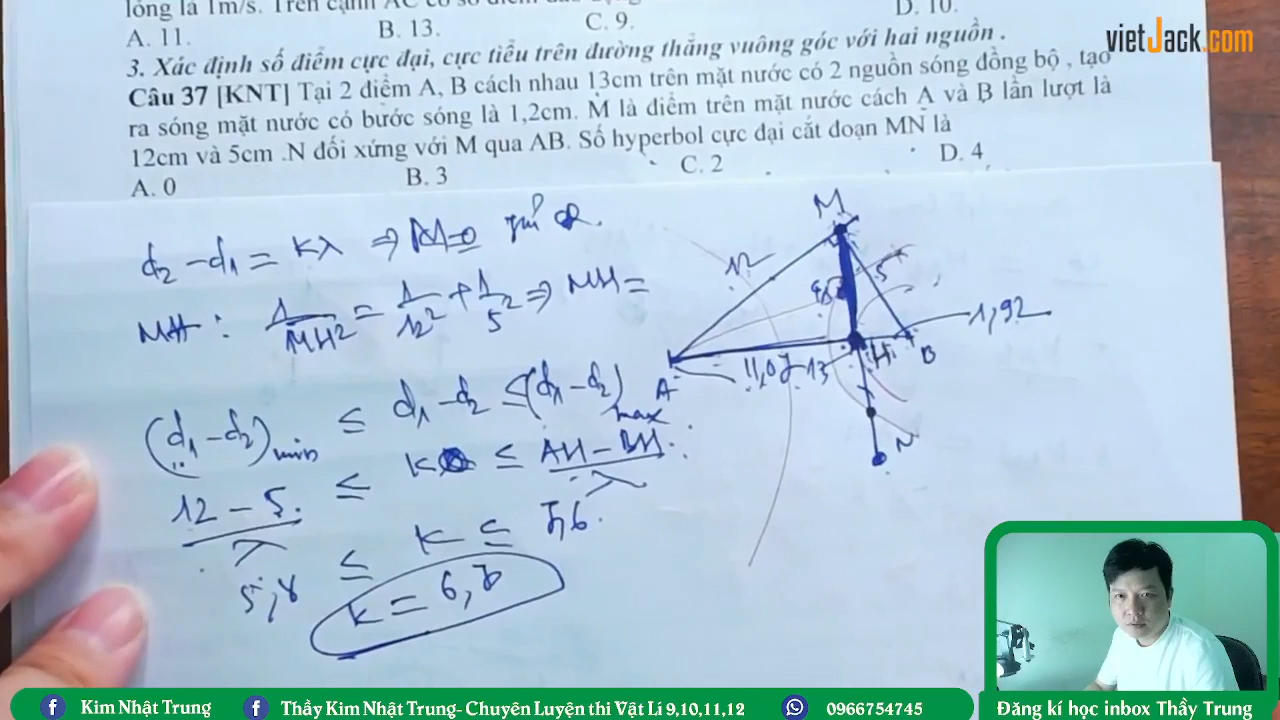 lỏng là 1m/s. Trên cạnh AC có số điểm
A. 11. B. 13. C. 9. D. 10.
vietJack.com
3. Xác định số điểm cực đại, cực tiểu trên đường thẳng vuông góc với hai nguồn .
Câu 37 [KNT] Tại 2 điểm A, B cách nhau 13cm trên mặt nước có 2 nguồn sóng đồng bộ , tạo
ra sóng mặt nước có bước sóng là 1,2cm. M là điểm trên mặt nước cách A và B lần lượt là
12cm và 5cm .N đối xứng với M qua AB. Số hyperbol cực đại cắt đoạn MN là
A. 0 B. 3 C. 2 D. 4
d₂ - d₁ = kλ ⇒
MH : 1/MH² = 1/12² + 1/5² ⇒ MH =
(d₁ - d₂)min ≤ d₁ - d₂ ≤ (d₁ - d₂)max
(12 - 5)/λ ≤ k ≤ (AH - BH)/λ
5,8 ≤ k ≤ 7,6
k = 6, 7
M
12
5
1,92
A
11,07
13
H
B
N
Kim Nhật Trung
Thầy Kim Nhật Trung- Chuyên Luyện thi Vật Lí 9,10,11,12
0966754745
Đăng kí học inbox Thầy Trung